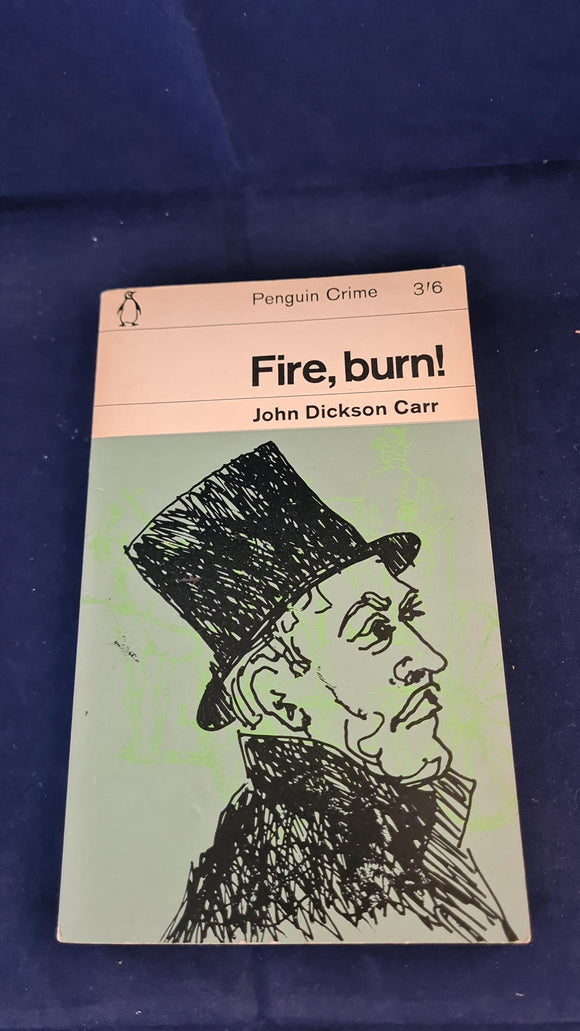 Penguin Crime 3'6
Fire, burn!
John Dickson Carr